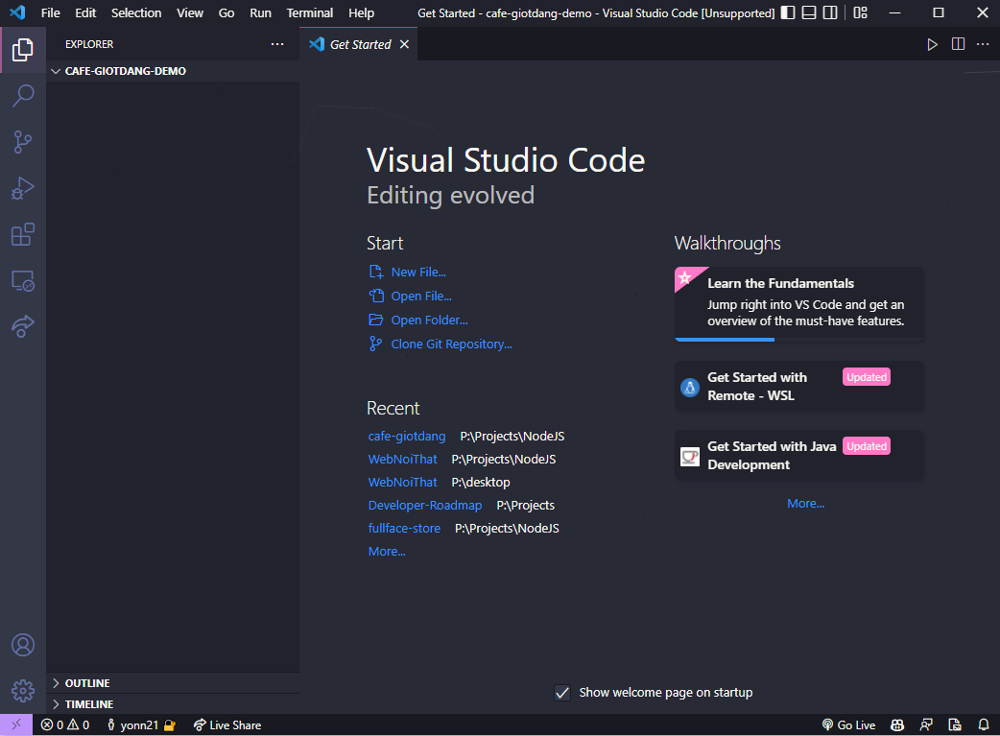 File Edit Selection View Go Run Terminal Help Get Started - cafe-giotdang-demo - Visual Studio Code [Unsupported]
EXPLORER
Get Started
CAFE-GIOTDANG-DEMO
Visual Studio Code
Editing evolved
Start
New File...
Open File...
Open Folder...
Clone Git Repository...
Recent
cafe-giotdang P:\Projects\NodeJS
WebNoiThat P:\Projects\NodeJS
WebNoiThat P:\desktop
Developer-Roadmap P:\Projects
fullface-store P:\Projects\NodeJS
More...
Walkthroughs
Learn the Fundamentals
Jump right into VS Code and get an
overview of the must-have features.
Get Started with Updated
Remote - WSL
Get Started with Java Updated
Development
More...
Show welcome page on startup
OUTLINE
TIMELINE
0 0 yonn21 Live Share Go Live